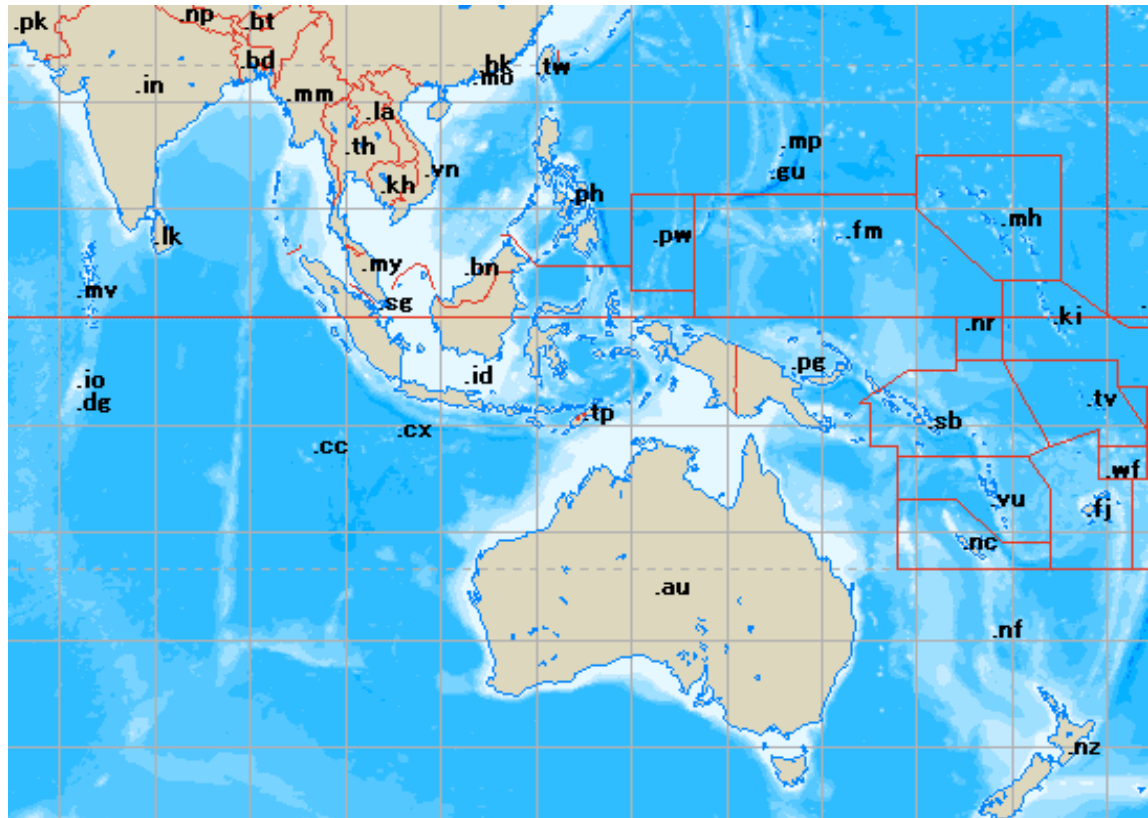 .pk
.np
.bt
.bd
.in
.mm
.la
.th
.kh
.vn
.hk
.mo
.tw
.mp
.gu
.ph
.pw
.fm
.mh
.lk
.my
.bn
.sg
.mv
.nr
.ki
.io
.dg
.id
.pg
.tp
.sb
.tv
.cx
.cc
.wf
.vu
.fj
.nc
.au
.nf
.nz